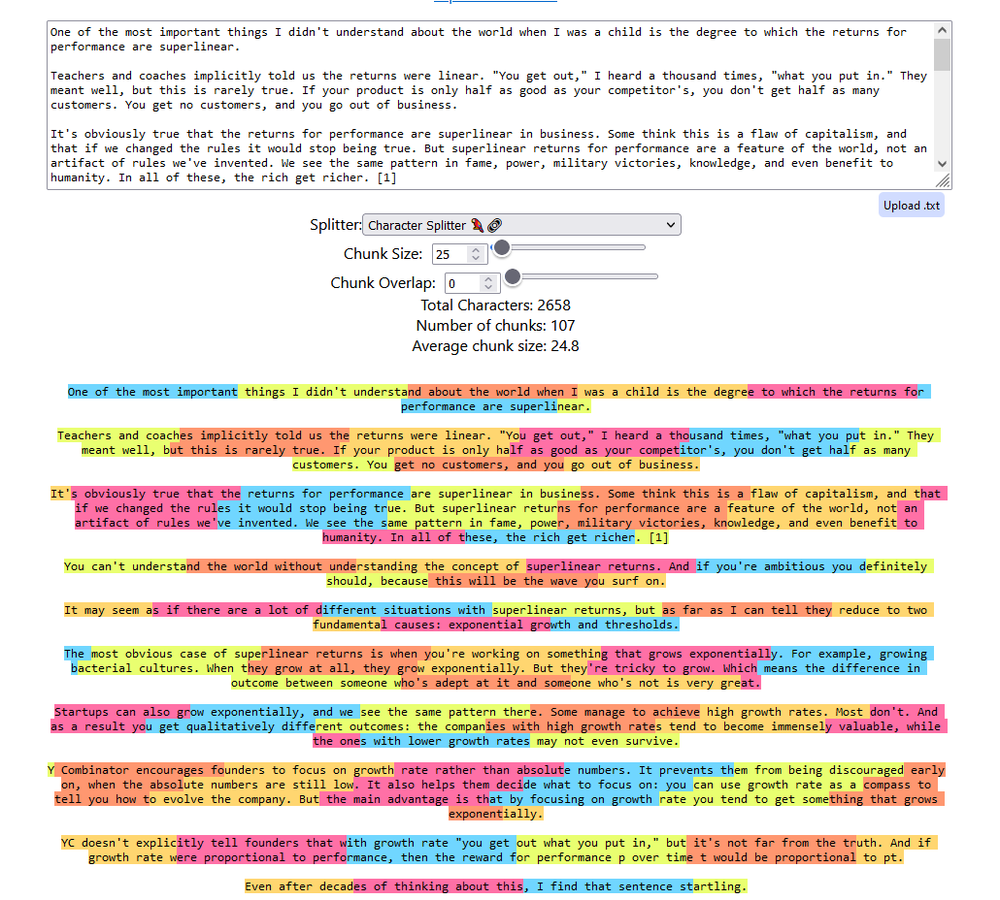 One of the most important things I didn't understand about the world when I was a child is the degree to which the returns for
performance are superlinear.
Teachers and coaches implicitly told us the returns were linear. "You get out," I heard a thousand times, "what you put in." They
meant well, but this is rarely true. If your product is only half as good as your competitor's, you don't get half as many
customers. You get no customers, and you go out of business.
It's obviously true that the returns for performance are superlinear in business. Some think this is a flaw of capitalism, and
that if we changed the rules it would stop being true. But superlinear returns for performance are a feature of the world, not an
artifact of rules we've invented. We see the same pattern in fame, power, military victories, knowledge, and even benefit to
humanity. In all of these, the rich get richer. [1]
Upload .txt
Splitter: Character Splitter 🦜🔗
Chunk Size: 25
Chunk Overlap: 0
Total Characters: 2658
Number of chunks: 107
Average chunk size: 24.8
One of the most important things I didn't understand about the world when I was a child is the degree to which the returns for
performance are superlinear.
Teachers and coaches implicitly told us the returns were linear. "You get out," I heard a thousand times, "what you put in." They
meant well, but this is rarely true. If your product is only half as good as your competitor's, you don't get half as many
customers. You get no customers, and you go out of business.
It's obviously true that the returns for performance are superlinear in business. Some think this is a flaw of capitalism, and that
if we changed the rules it would stop being true. But superlinear returns for performance are a feature of the world, not an
artifact of rules we've invented. We see the same pattern in fame, power, military victories, knowledge, and even benefit to
humanity. In all of these, the rich get richer. [1]
You can't understand the world without understanding the concept of superlinear returns. And if you're ambitious you definitely
should, because this will be the wave you surf on.
It may seem as if there are a lot of different situations with superlinear returns, but as far as I can tell they reduce to two
fundamental causes: exponential growth and thresholds.
The most obvious case of superlinear returns is when you're working on something that grows exponentially. For example, growing
bacterial cultures. When they grow at all, they grow exponentially. But they're tricky to grow. Which means the difference in
outcome between someone who's adept at it and someone who's not is very great.
Startups can also grow exponentially, and we see the same pattern there. Some manage to achieve high growth rates. Most don't. And
as a result you get qualitatively different outcomes: the companies with high growth rates tend to become immensely valuable, while
the ones with lower growth rates may not even survive.
Y Combinator encourages founders to focus on growth rate rather than absolute numbers. It prevents them from being discouraged early
on, when the absolute numbers are still low. It also helps them decide what to focus on: you can use growth rate as a compass to
tell you how to evolve the company. But the main advantage is that by focusing on growth rate you tend to get something that grows
exponentially.
YC doesn't explicitly tell founders that with growth rate "you get out what you put in," but it's not far from the truth. And if
growth rate were proportional to performance, then the reward for performance p over time t would be proportional to pt.
Even after decades of thinking about this, I find that sentence startling.